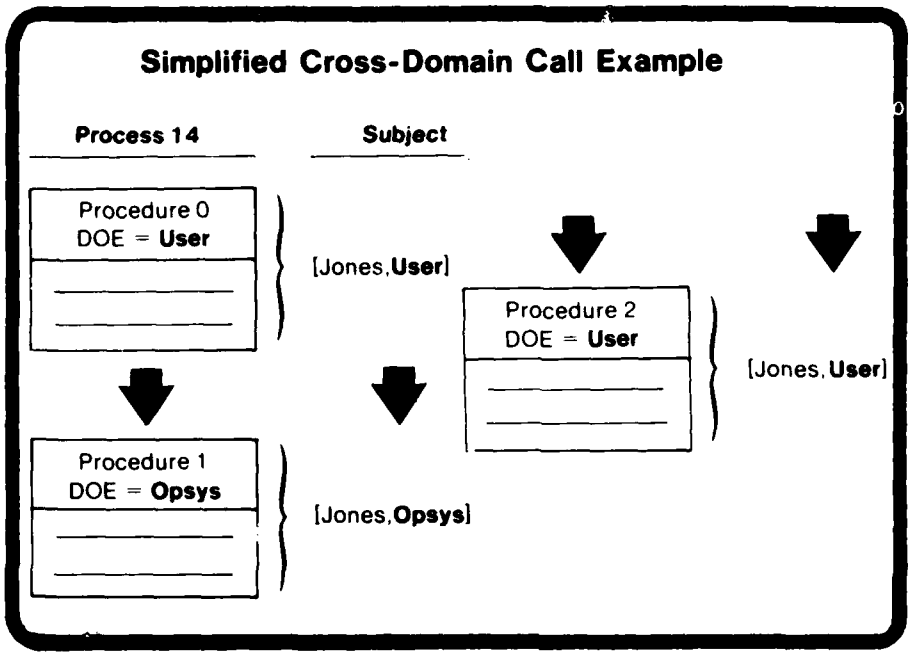 Simplified Cross-Domain Call Example
Process 14
Subject
Procedure 0
DOE = User
[Jones,User]
Procedure 1
DOE = Opsys
[Jones,Opsys]
Procedure 2
DOE = User
[Jones,User]